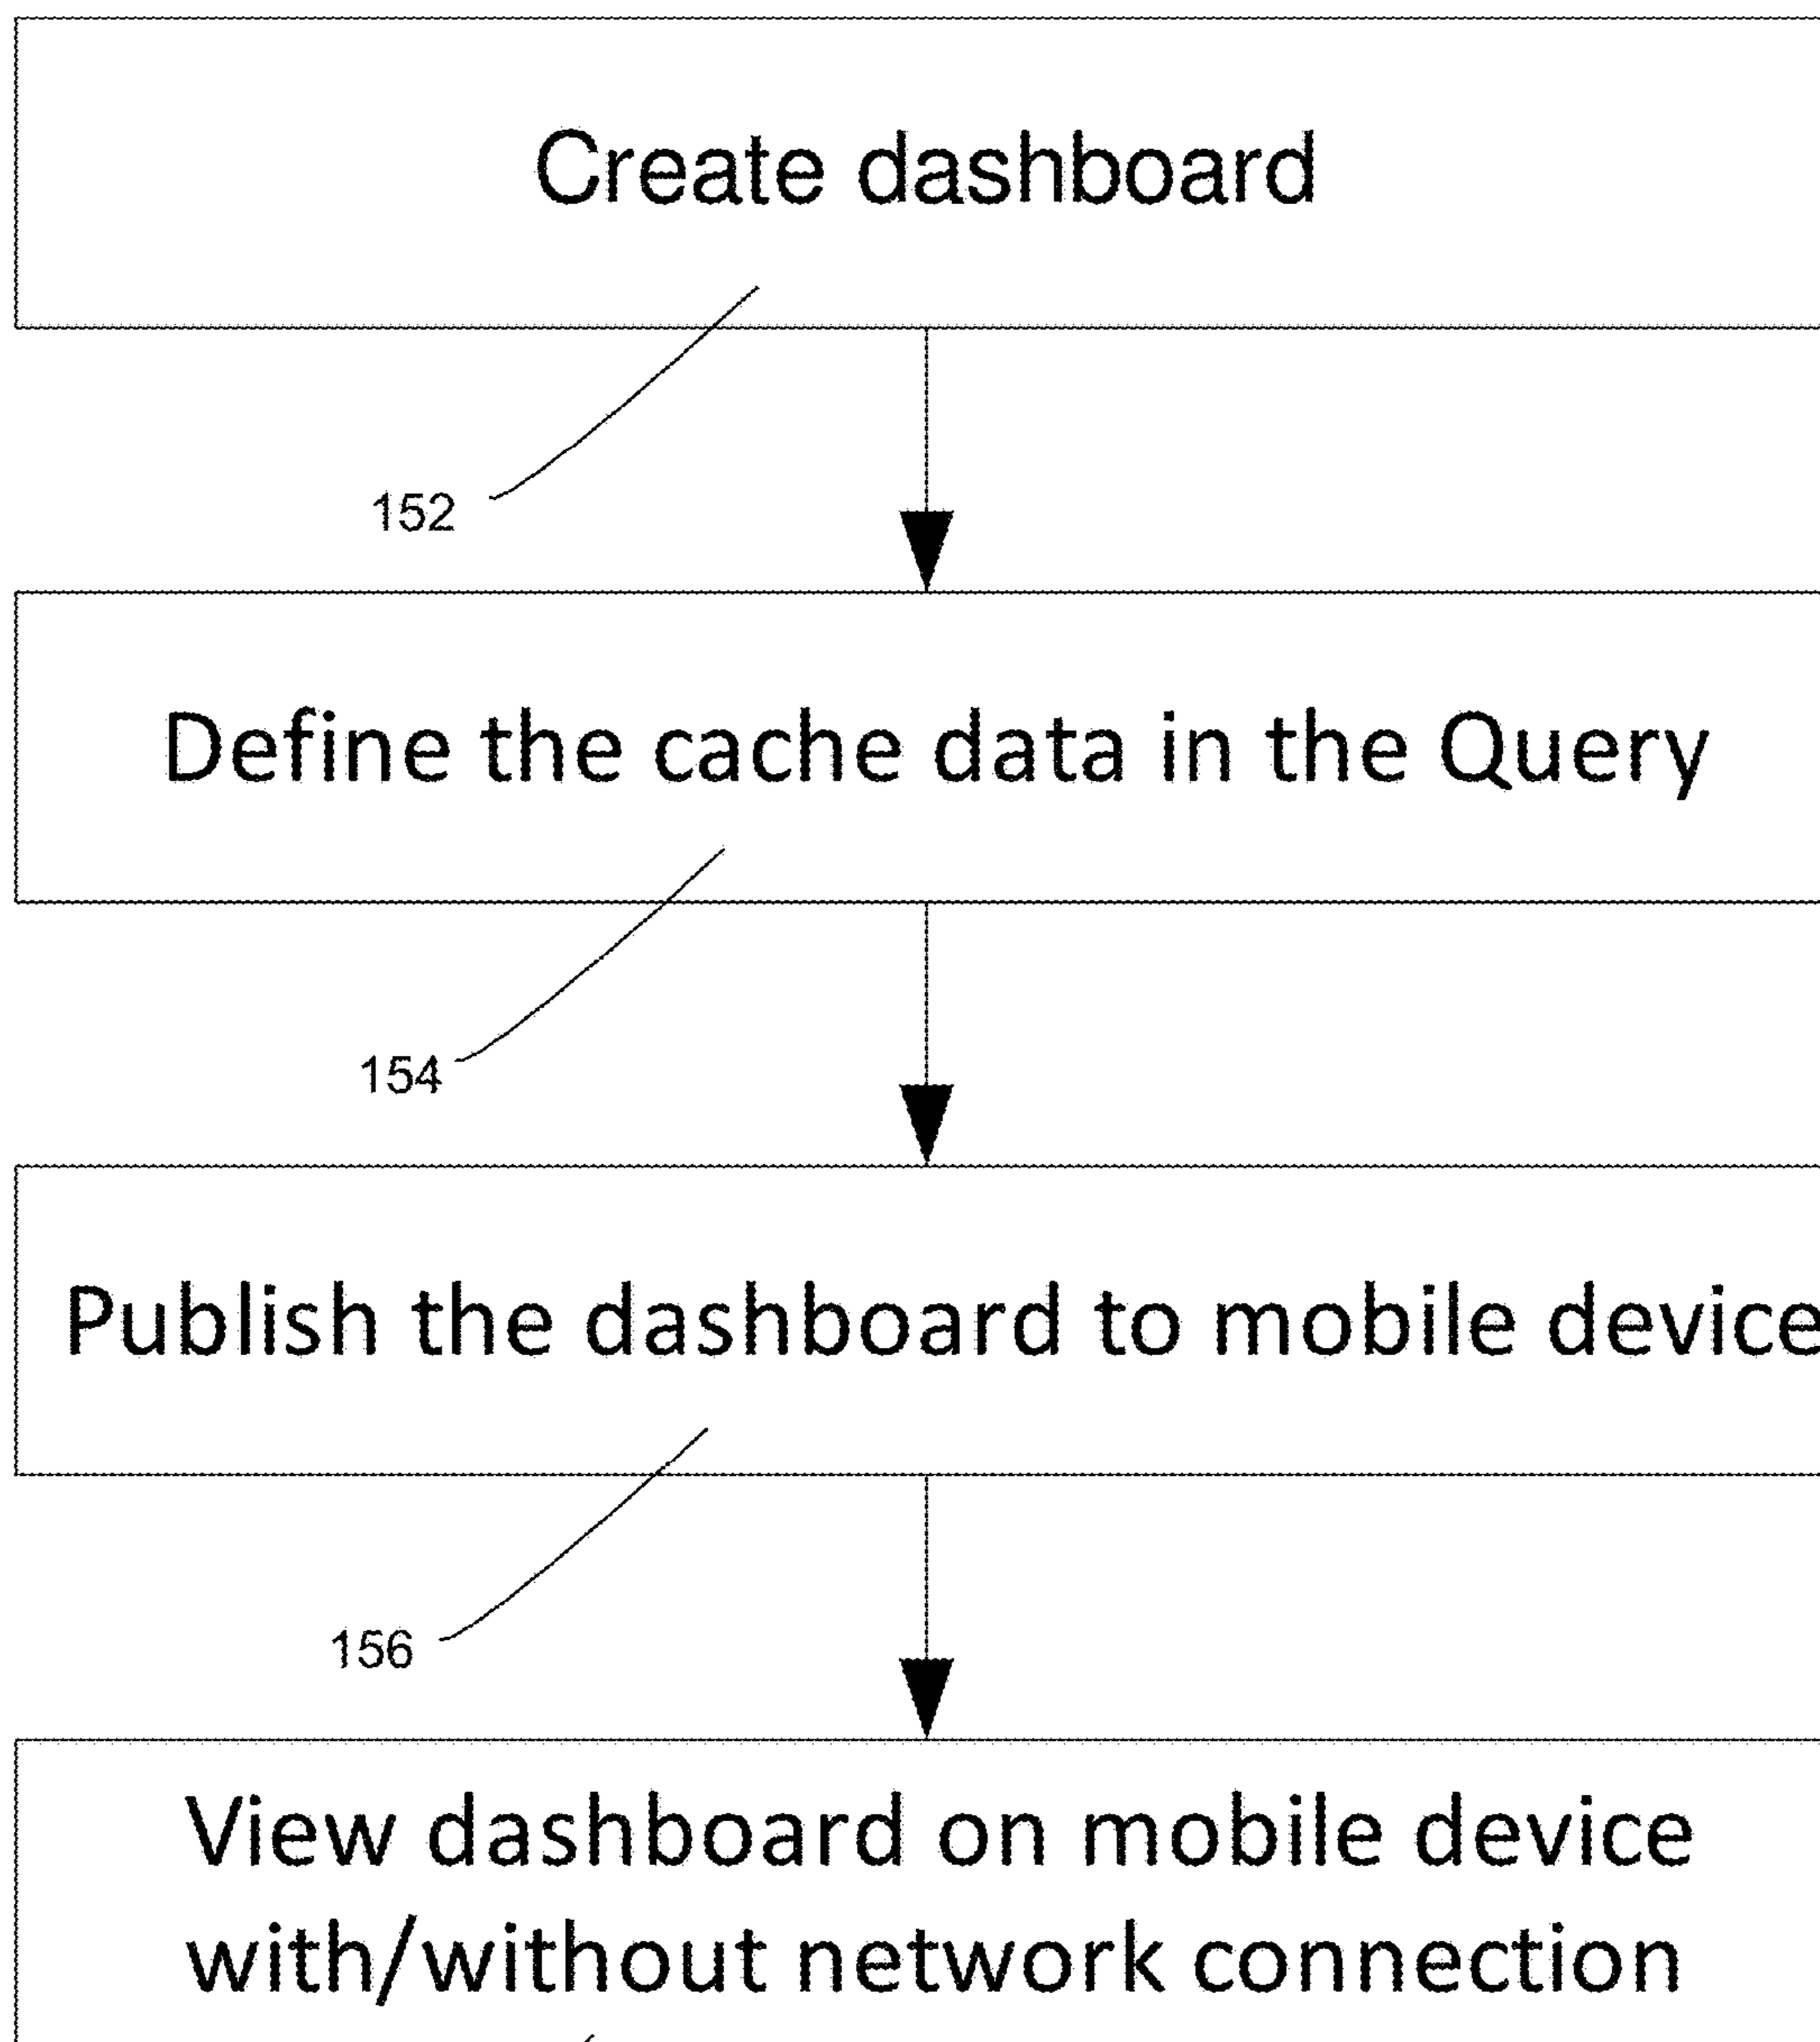 Create dashboard
152
Define the cache data in the Query
154
Publish the dashboard to mobile device
156
View dashboard on mobile device
with/without network connection